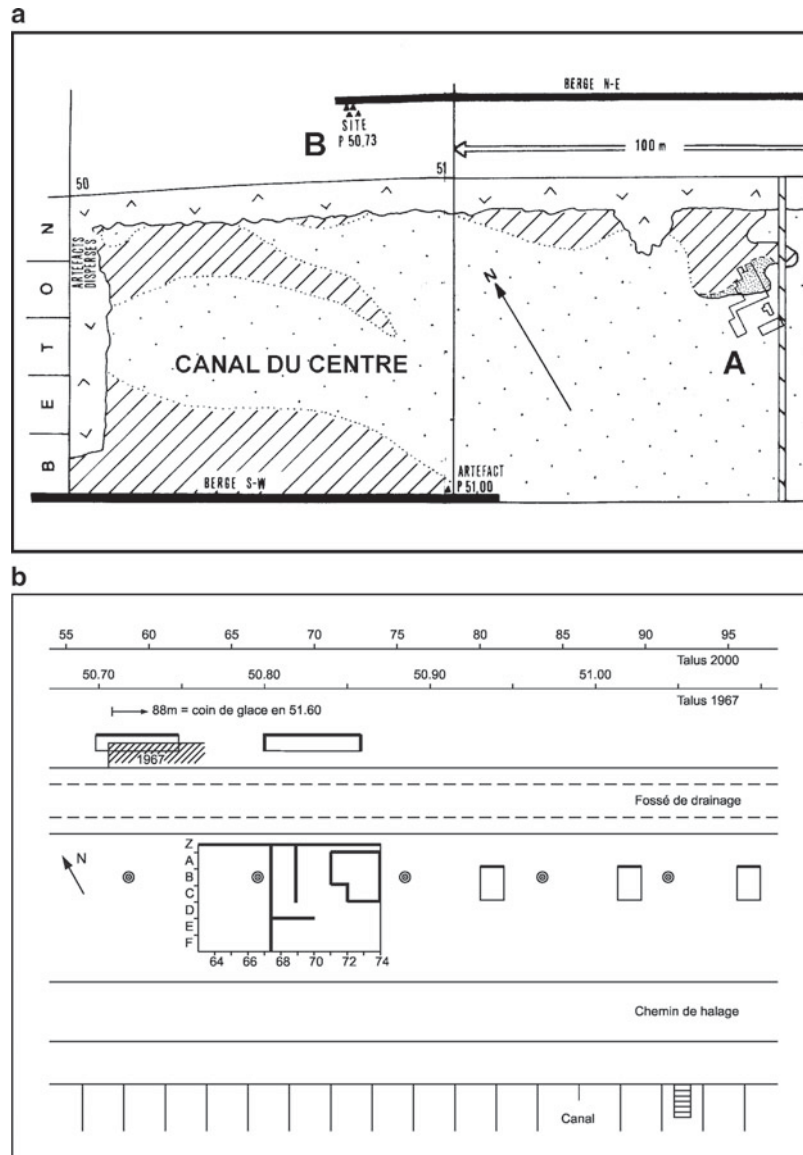 a
BERGE N-E
SITE
P 50,73
B
100 m
50
51
ARTEFACTS
DISPERSES
N
O
T
E
B
N
CANAL DU CENTRE
A
1
ARTEFACT
P 51,00
BERGE S-W
b
55 60 65 70 75 80 85 90 95
Talus 2000
50.70 50.80 50.90 51.00
Talus 1967
88m = coin de glace en 51.60
1967
Fossé de drainage
N
Z
A
B
C
D
E
F
64 66 68 70 72 74
Chemin de halage
Canal